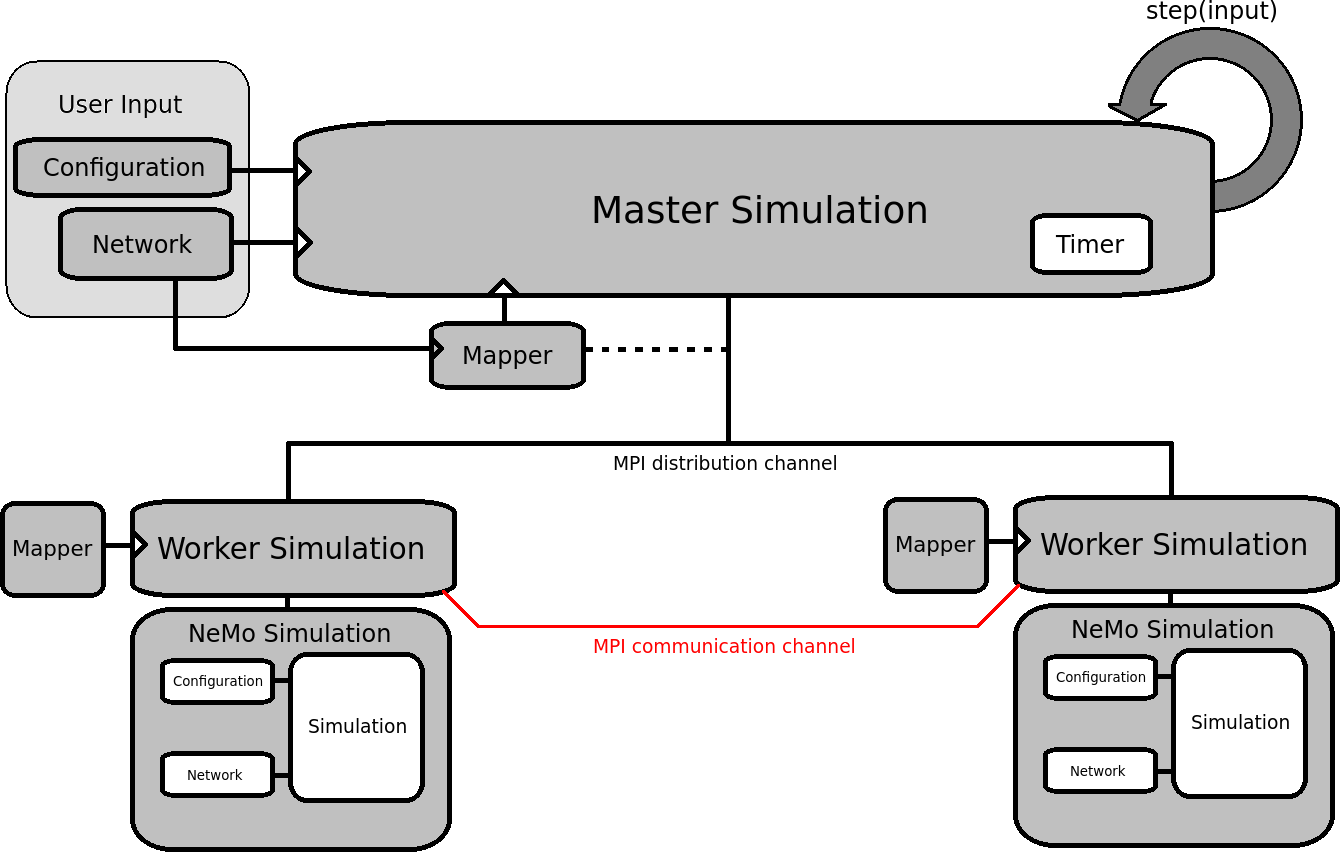 step(input)
User Input
Configuration
Network
Master Simulation
Timer
Mapper
MPI distribution channel
Mapper
Worker Simulation
Mapper
Worker Simulation
MPI communication channel
NeMo Simulation
Configuration
Simulation
Network
NeMo Simulation
Configuration
Simulation
Network